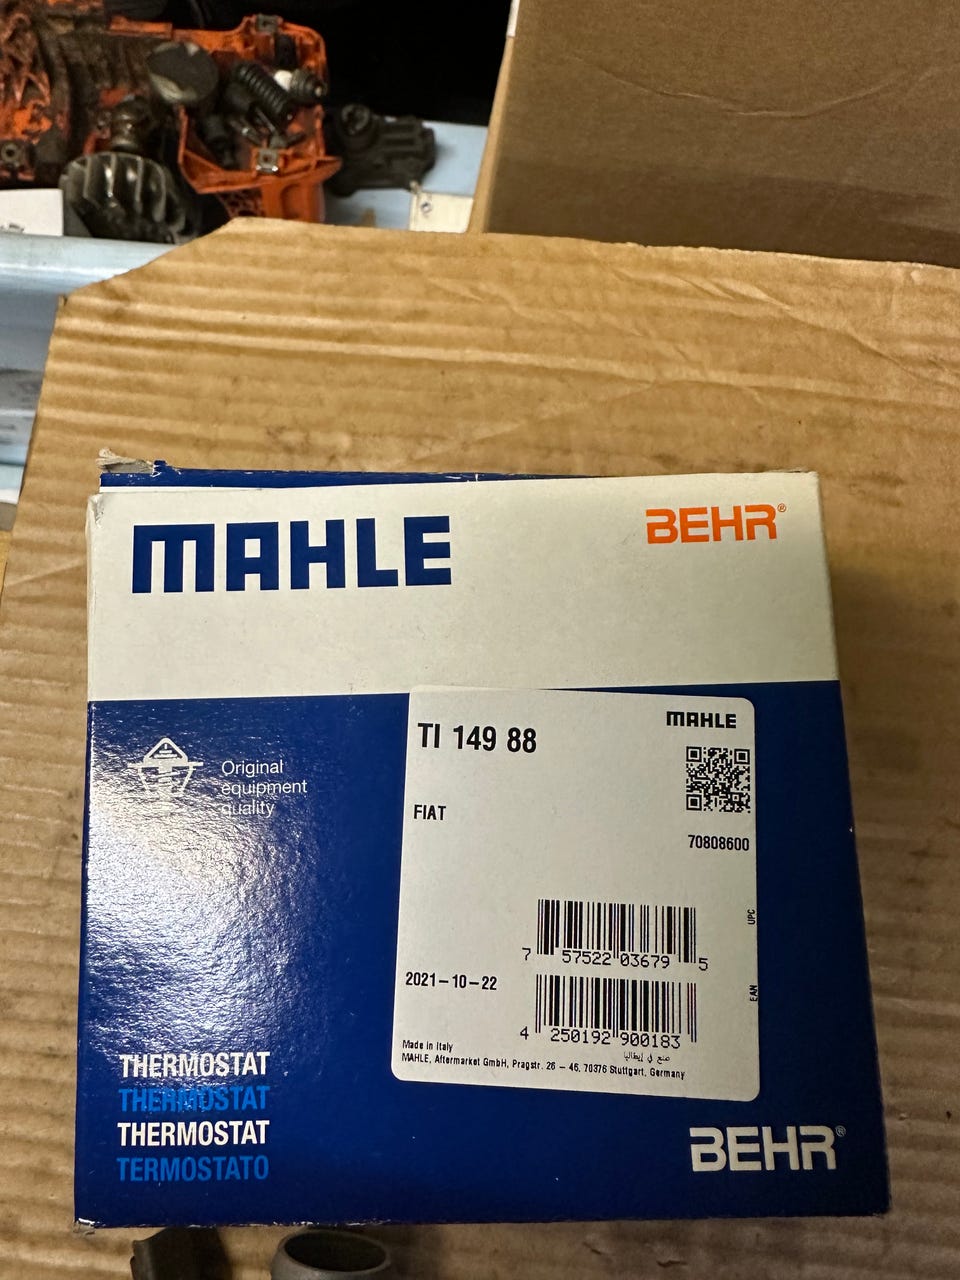 MAHLE
BEHR®
Original
equipment
quality
TI 149 88
MAHLE
FIAT
70808600
UPC
7 57522 03679 5
2021-10-22
EAN
4 250192 900183
Made in Italy
صنع في إيطاليا
MAHLE, Aftermarket GmbH, Pragstr. 26 – 46, 70376 Stuttgart, Germany
THERMOSTAT
THERMOSTAT
THERMOSTAT
TERMOSTATO
BEHR®